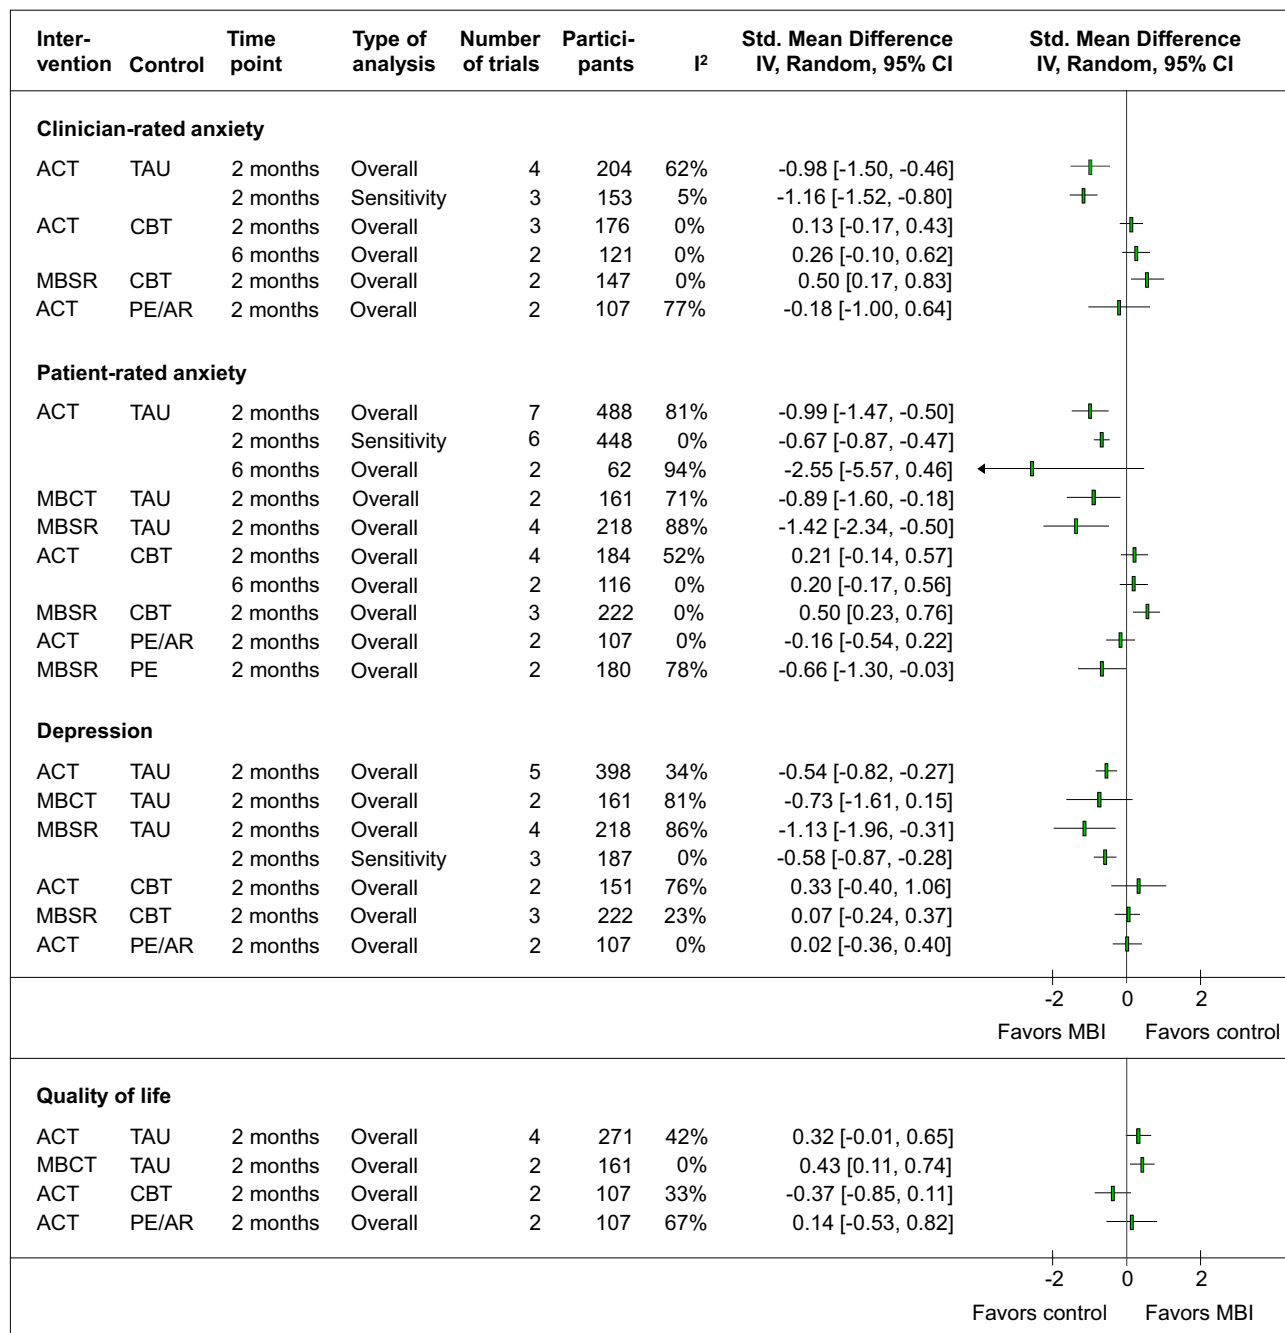 Inter- Time Type of Number Partici- Std. Mean Difference Std. Mean Difference
vention Control point analysis of trials pants I² IV, Random, 95% CI IV, Random, 95% CI
Clinician-rated anxiety
ACT TAU 2 months Overall 4 204 62% -0.98 [-1.50, -0.46]
2 months Sensitivity 3 153 5% -1.16 [-1.52, -0.80]
ACT CBT 2 months Overall 3 176 0% 0.13 [-0.17, 0.43]
6 months Overall 2 121 0% 0.26 [-0.10, 0.62]
MBSR CBT 2 months Overall 2 147 0% 0.50 [0.17, 0.83]
ACT PE/AR 2 months Overall 2 107 77% -0.18 [-1.00, 0.64]
Patient-rated anxiety
ACT TAU 2 months Overall 7 488 81% -0.99 [-1.47, -0.50]
2 months Sensitivity 6 448 0% -0.67 [-0.87, -0.47]
6 months Overall 2 62 94% -2.55 [-5.57, 0.46]
MBCT TAU 2 months Overall 2 161 71% -0.89 [-1.60, -0.18]
MBSR TAU 2 months Overall 4 218 88% -1.42 [-2.34, -0.50]
ACT CBT 2 months Overall 4 184 52% 0.21 [-0.14, 0.57]
6 months Overall 2 116 0% 0.20 [-0.17, 0.56]
MBSR CBT 2 months Overall 3 222 0% 0.50 [0.23, 0.76]
ACT PE/AR 2 months Overall 2 107 0% -0.16 [-0.54, 0.22]
MBSR PE 2 months Overall 2 180 78% -0.66 [-1.30, -0.03]
Depression
ACT TAU 2 months Overall 5 398 34% -0.54 [-0.82, -0.27]
MBCT TAU 2 months Overall 2 161 81% -0.73 [-1.61, 0.15]
MBSR TAU 2 months Overall 4 218 86% -1.13 [-1.96, -0.31]
2 months Sensitivity 3 187 0% -0.58 [-0.87, -0.28]
ACT CBT 2 months Overall 2 151 76% 0.33 [-0.40, 1.06]
MBSR CBT 2 months Overall 3 222 23% 0.07 [-0.24, 0.37]
ACT PE/AR 2 months Overall 2 107 0% 0.02 [-0.36, 0.40]
-2 0 2
Favors MBI Favors control
Quality of life
ACT TAU 2 months Overall 4 271 42% 0.32 [-0.01, 0.65]
MBCT TAU 2 months Overall 2 161 0% 0.43 [0.11, 0.74]
ACT CBT 2 months Overall 2 107 33% -0.37 [-0.85, 0.11]
ACT PE/AR 2 months Overall 2 107 67% 0.14 [-0.53, 0.82]
-2 0 2
Favors control Favors MBI